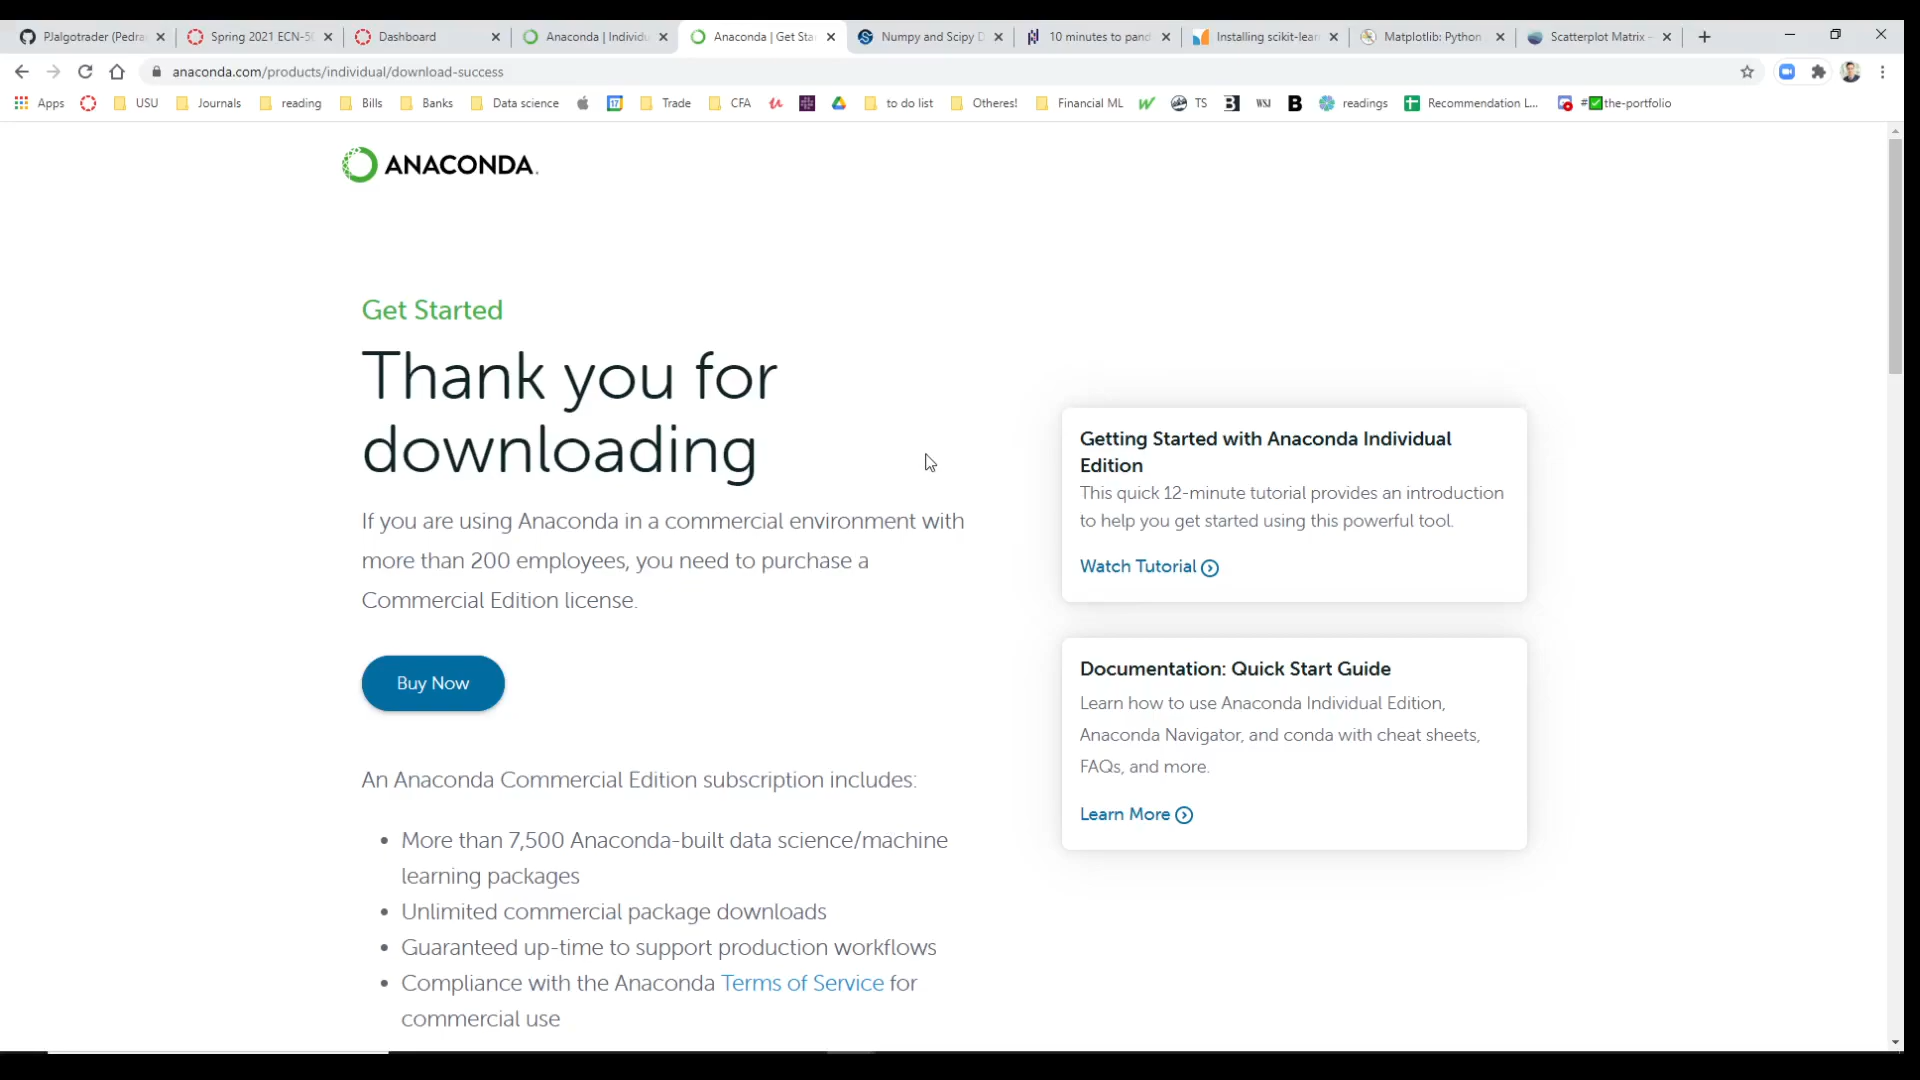 PJalgotrader (Pedra
Spring 2021 ECN-5
Dashboard
Anaconda | Individu
Anaconda | Get Sta
Numpy and Scipy D
10 minutes to pand
Installing scikit-lear
Matplotlib: Python
Scatterplot Matrix
anaconda.com/products/individual/download-success
Apps
USU
Journals
reading
Bills
Banks
Data science
17
Trade
CFA
to do list
Otheres!
Financial ML
TS
WSJ
B
readings
Recommendation L...
#✅the-portfolio
ANACONDA.
Get Started
Thank you for
downloading
If you are using Anaconda in a commercial environment with
more than 200 employees, you need to purchase a
Commercial Edition license.
Buy Now
An Anaconda Commercial Edition subscription includes:
• More than 7,500 Anaconda-built data science/machine
learning packages
• Unlimited commercial package downloads
• Guaranteed up-time to support production workflows
• Compliance with the Anaconda Terms of Service for
commercial use
Getting Started with Anaconda Individual
Edition
This quick 12-minute tutorial provides an introduction
to help you get started using this powerful tool.
Watch Tutorial
Documentation: Quick Start Guide
Learn how to use Anaconda Individual Edition,
Anaconda Navigator, and conda with cheat sheets,
FAQs, and more.
Learn More